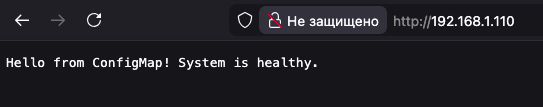 Не защищено http://192.168.1.110
Hello from ConfigMap! System is healthy.